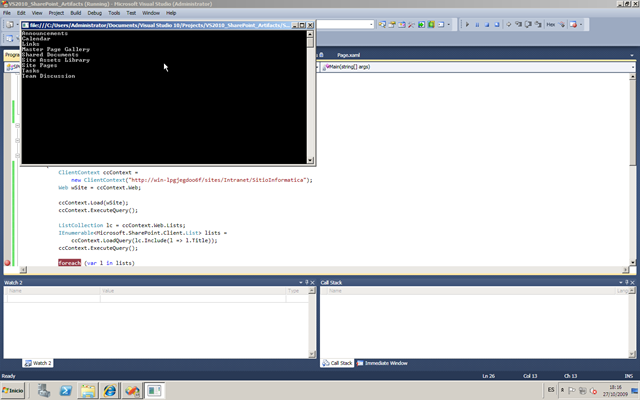 VS2010_SharePoint_Artifacts (Running) - Microsoft Visual Studio
File Edit View Project Build Debug Data Tools Test Window Help
file:///C:/Users/Administrator/Documents/Visual Studio 10/Projects/VS2010_SharePoint_Artifacts/S
Announcements
Calendar
Links
Master Page Gallery
Shared Documents
Site Assets Library
Site Pages
Tasks
Team Discussion
Page.xaml
Main(string[] args)
ClientContext ccContext =
new ClientContext("http://win-lpgjegdoo6f/sites/Intranet/SitioInformatica");
Web wSite = ccContext.Web;
ccContext.Load(wSite);
ccContext.ExecuteQuery();
ListCollection lc = ccContext.Web.Lists;
IEnumerable<Microsoft.SharePoint.Client.List> lists =
ccContext.LoadQuery(lc.Include(l => l.Title));
ccContext.ExecuteQuery();
foreach (var l in lists)
Watch 2
Name Value Type
Call Stack
Name Lang
Watch 2
Call Stack Immediate Window
Ready Ln 26 Col 13 Ch 13 INS
Inicio ES 18:16
27/10/2009